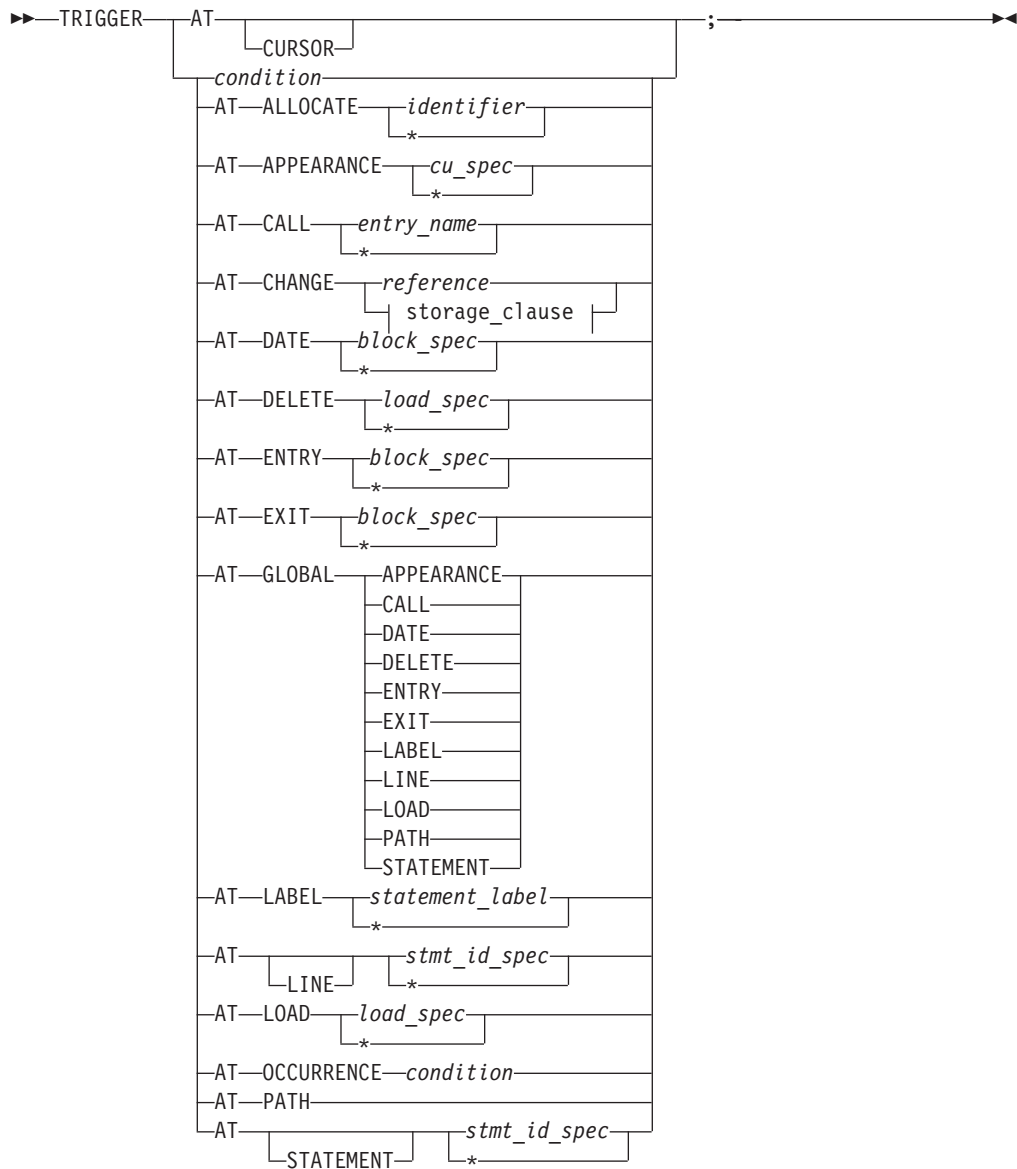 TRIGGER AT ;
CURSOR
condition
AT ALLOCATE identifier
*
AT APPEARANCE cu_spec
*
AT CALL entry_name
*
AT CHANGE reference
storage_clause
AT DATE block_spec
*
AT DELETE load_spec
*
AT ENTRY block_spec
*
AT EXIT block_spec
*
AT GLOBAL APPEARANCE
CALL
DATE
DELETE
ENTRY
EXIT
LABEL
LINE
LOAD
PATH
STATEMENT
AT LABEL statement_label
*
AT stmt_id_spec
LINE *
AT LOAD load_spec
*
AT OCCURRENCE condition
AT PATH
AT stmt_id_spec
STATEMENT *